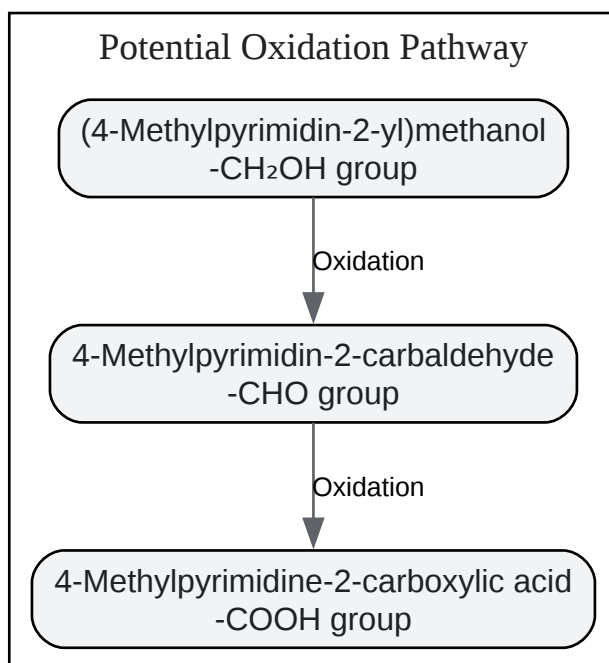 Potential Oxidation Pathway
(4-Methylpyrimidin-2-yl)methanol
-CH₂OH group
Oxidation
4-Methylpyrimidin-2-carbaldehyde
-CHO group
Oxidation
4-Methylpyrimidine-2-carboxylic acid
-COOH group